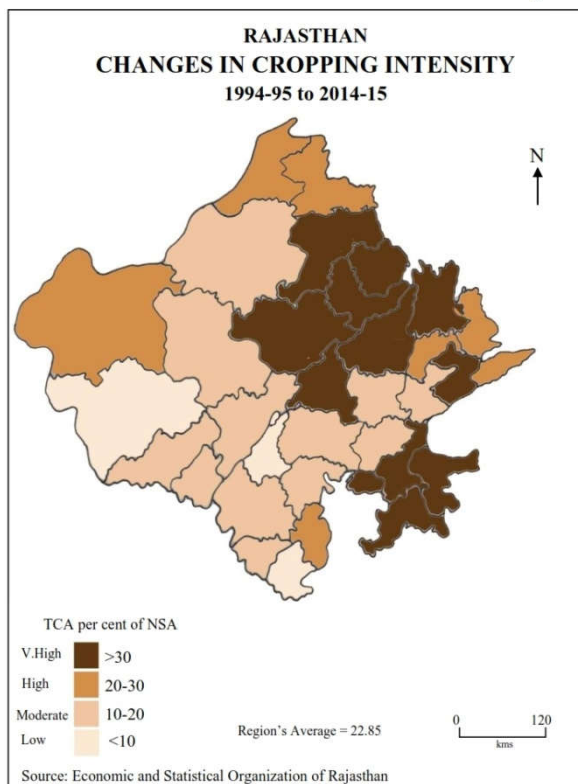 RAJASTHAN
CHANGES IN CROPPING INTENSITY
1994-95 to 2014-15
N
TCA per cent of NSA
V.High >30
High 20-30
Moderate 10-20
Low <10
Region's Average = 22.85
0 120
kms
Source: Economic and Statistical Organization of Rajasthan